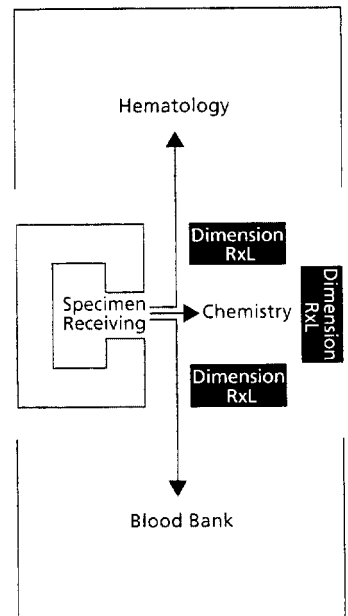 Hematology
Dimension
RxL
Specimen
Receiving
Chemistry
Dimension
RxL
Dimension
RxL
Blood Bank